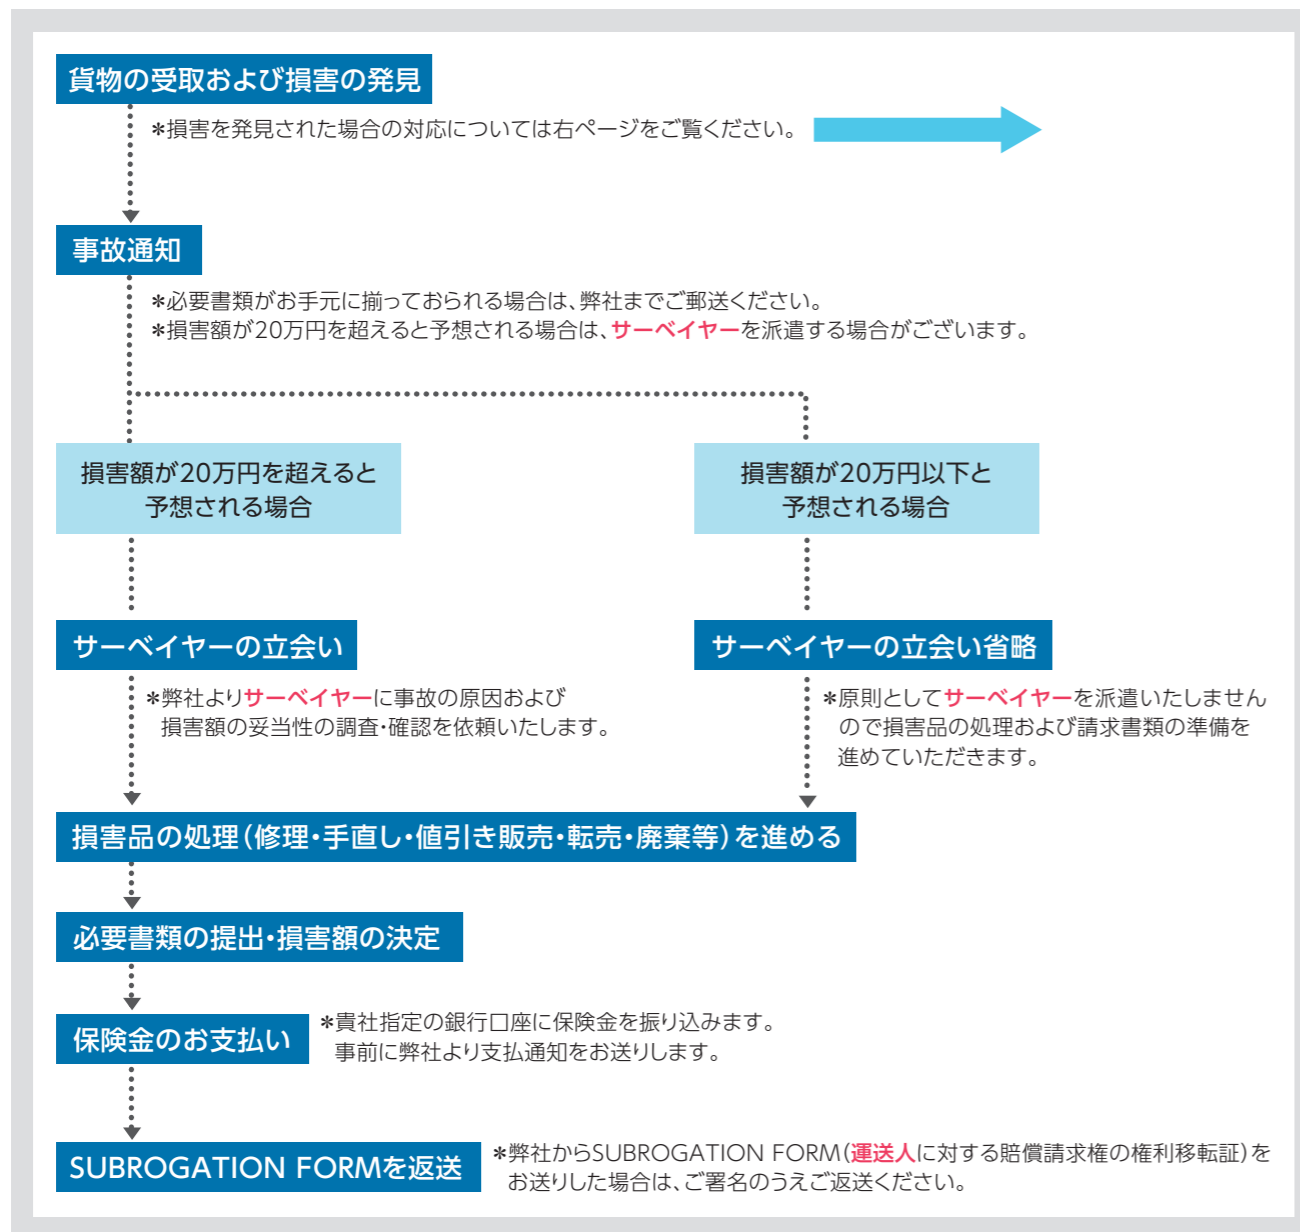 貨物の受取および損害の発見
*損害を発見された場合の対応については右ページをご覧ください。
事故通知
*必要書類がお手元に揃っておられる場合は、弊社までご郵送ください。
*損害額が20万円を超えると予想される場合は、サーベイヤーを派遣する場合がございます。
損害額が20万円を超えると
予想される場合
損害額が20万円以下と
予想される場合
サーベイヤーの立会い
サーベイヤーの立会い省略
*弊社よりサーベイヤーに事故の原因および
損害額の妥当性の調査・確認を依頼いたします。
*原則としてサーベイヤーを派遣いたしません
ので損害品の処理および請求書類の準備を
進めていただきます。
損害品の処理(修理・手直し・値引き販売・転売・廃棄等)を進める
必要書類の提出・損害額の決定
保険金のお支払い
*貴社指定の銀行口座に保険金を振り込みます。
事前に弊社より支払通知をお送りします。
SUBROGATION FORMを返送
*弊社からSUBROGATION FORM(運送人に対する賠償請求権の権利移転証)を
お送りした場合は、ご署名のうえご返送ください。